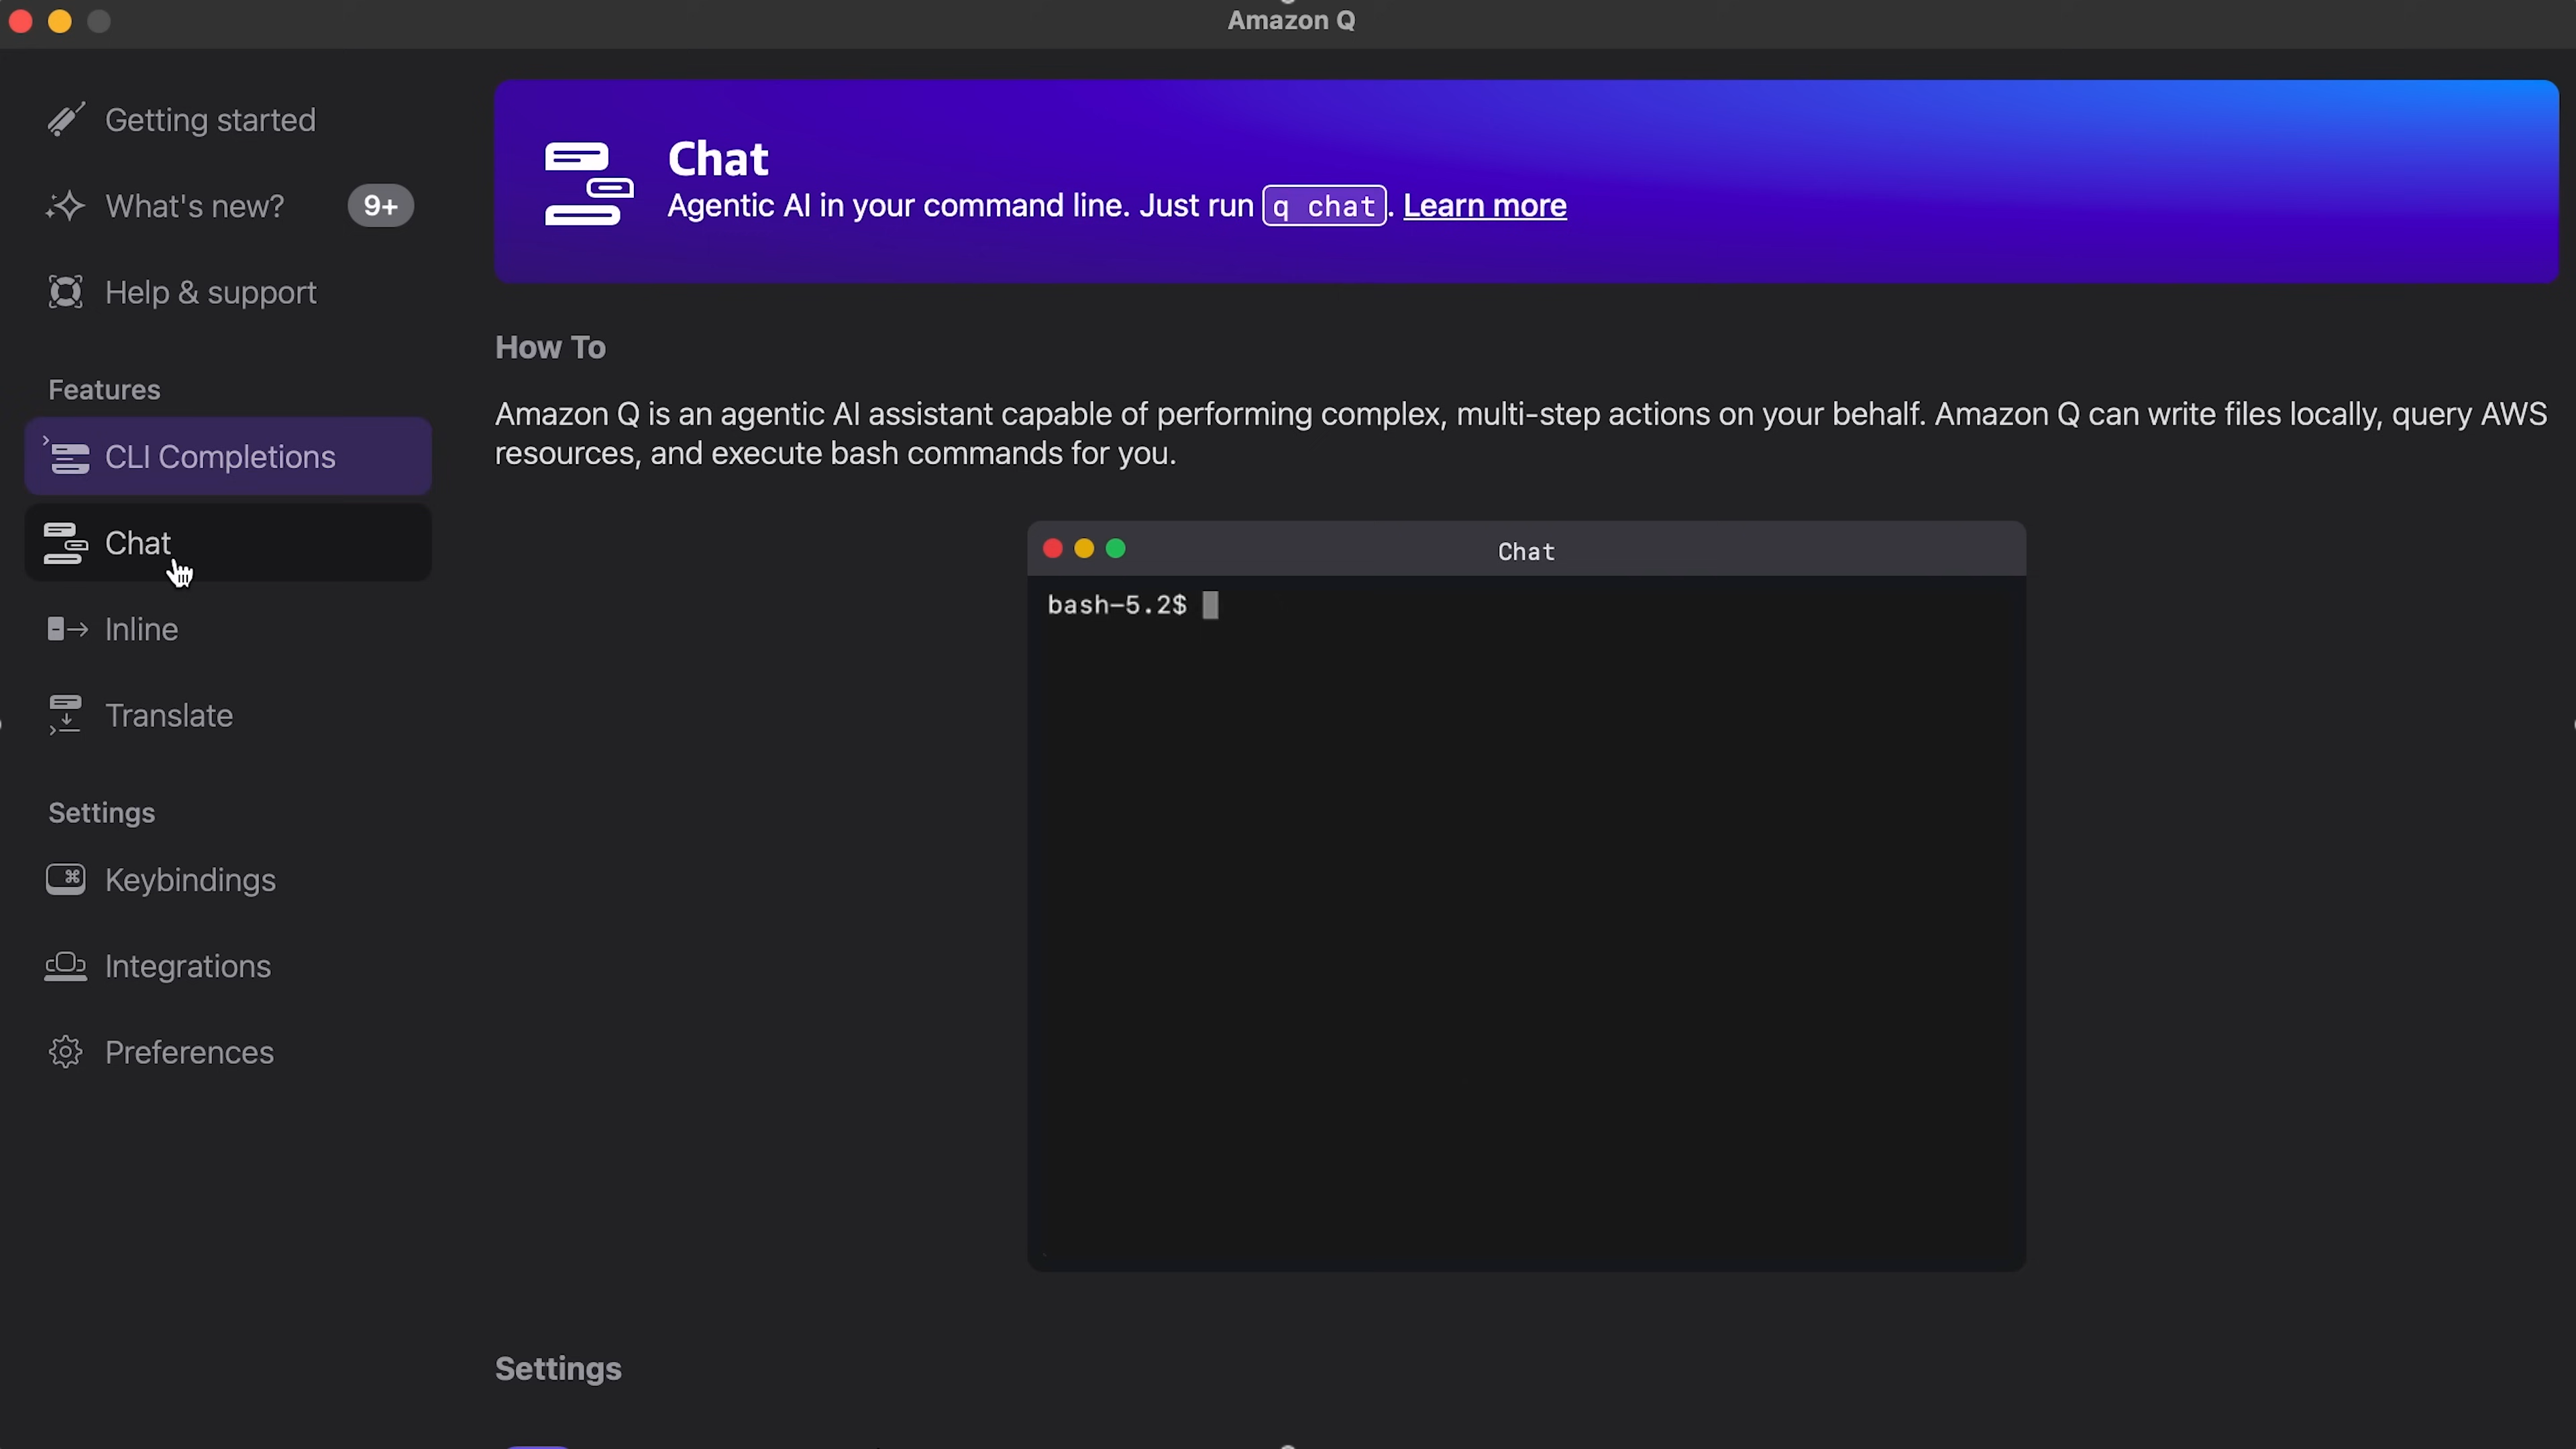 Amazon Q
Getting started
What's new? 9+
Help & support
Features
CLI Completions
Chat
Inline
Translate
Settings
Keybindings
Integrations
Preferences
Chat
Agentic AI in your command line. Just run q chat. Learn more
How To
Amazon Q is an agentic AI assistant capable of performing complex, multi-step actions on your behalf. Amazon Q can write files locally, query AWS
resources, and execute bash commands for you.
Chat
bash-5.2$
Settings